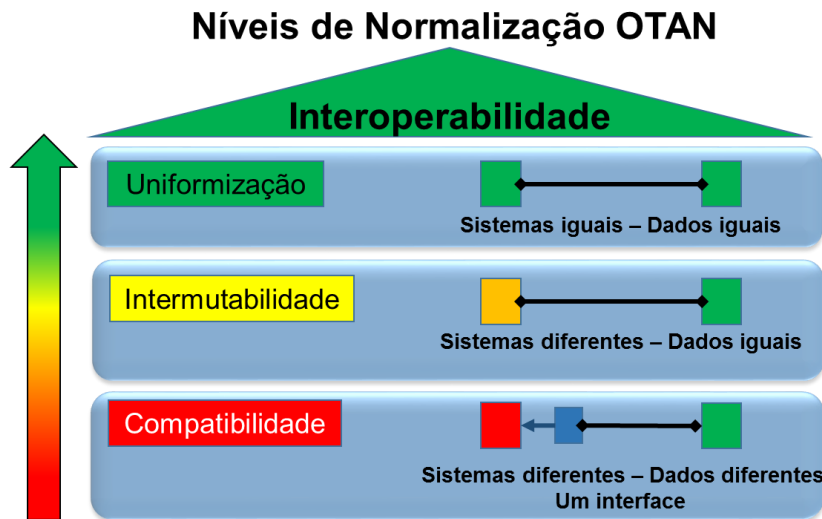 Níveis de Normalização OTAN
Interoperabilidade
Uniformização
Sistemas iguais – Dados iguais
Intermutabilidade
Sistemas diferentes – Dados iguais
Compatibilidade
Sistemas diferentes – Dados diferentes
Um interface